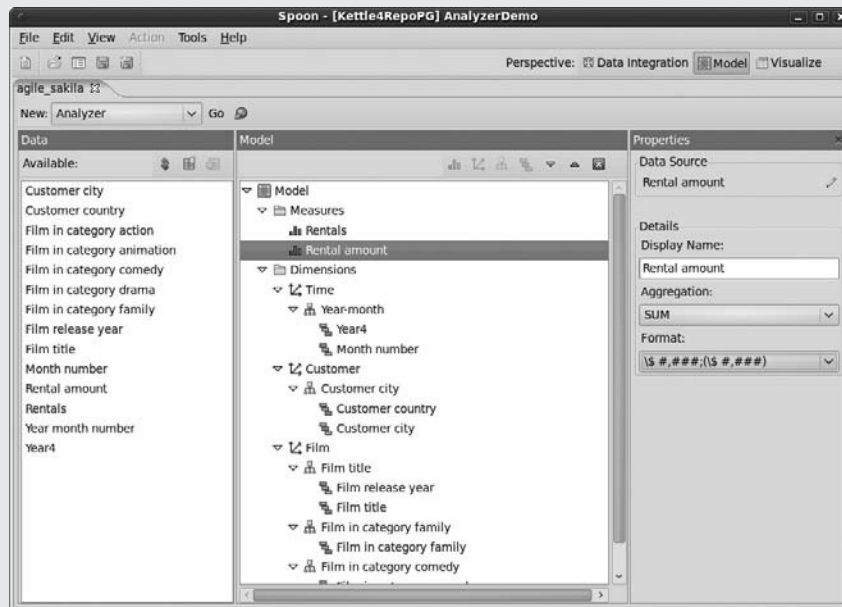 Spoon - [Kettle4RepoPG] AnalyzerDemo
File Edit View Action Tools Help
Perspective: Data Integration Model Visualize
agile_sakila
New: Analyzer Go
Data
Available:
Customer city
Customer country
Film in category action
Film in category animation
Film in category comedy
Film in category drama
Film in category family
Film release year
Film title
Month number
Rental amount
Rentals
Year month number
Year4
Model
Model
Measures
Rentals
Rental amount
Dimensions
Time
Year-month
Year4
Month number
Customer
Customer city
Customer country
Customer city
Film
Film title
Film release year
Film title
Film in category family
Film in category family
Film in category comedy
Properties
Data Source
Rental amount
Details
Display Name:
Rental amount
Aggregation:
SUM
Format:
\$ #,###;(\$ #,###)